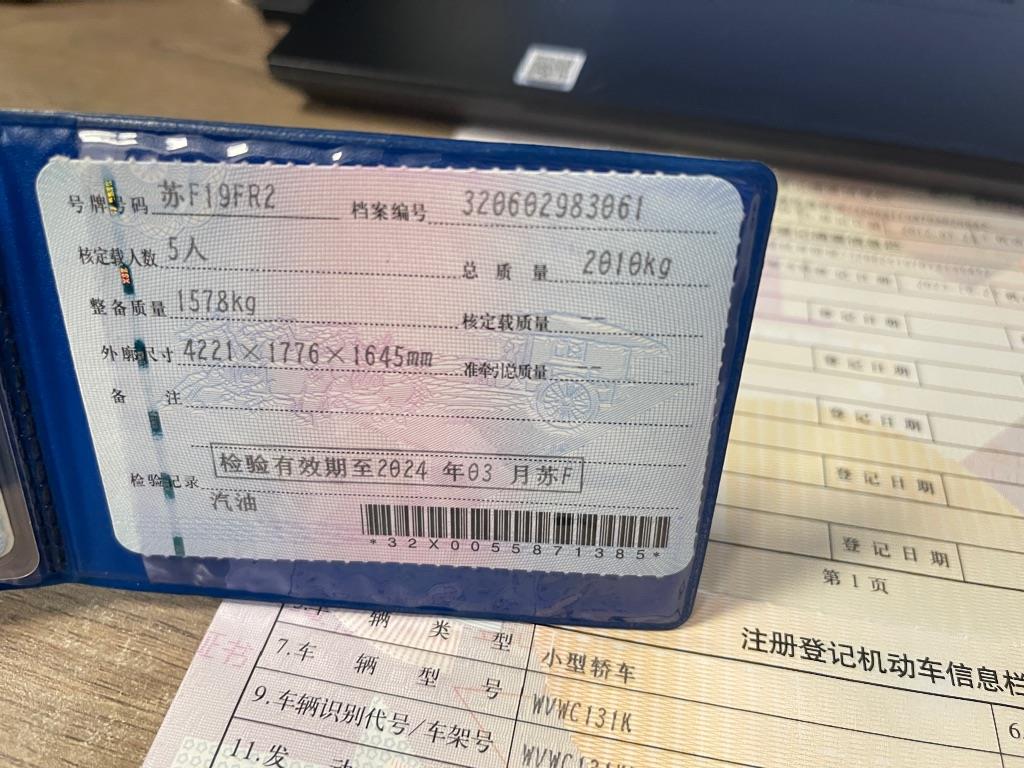 号牌号码 苏F19FR2 档案编号 320602983061
核定载人数 5人 总质量 2010kg
整备质量 1578kg 核定载质量 --
外廓尺寸 4221×1776×1645mm 准牵引总质量 --
备注
检验记录 检验有效期至2024 年03 月苏F
汽油
*32X0055871385*
登记日期
登记日期
登记日期
登记日期
登记日期
第1页
注册登记机动车信息栏
车辆类型 小型轿车
7.车辆型号 WVWC131K
9.车辆识别代号/车架号
11.发动
证书